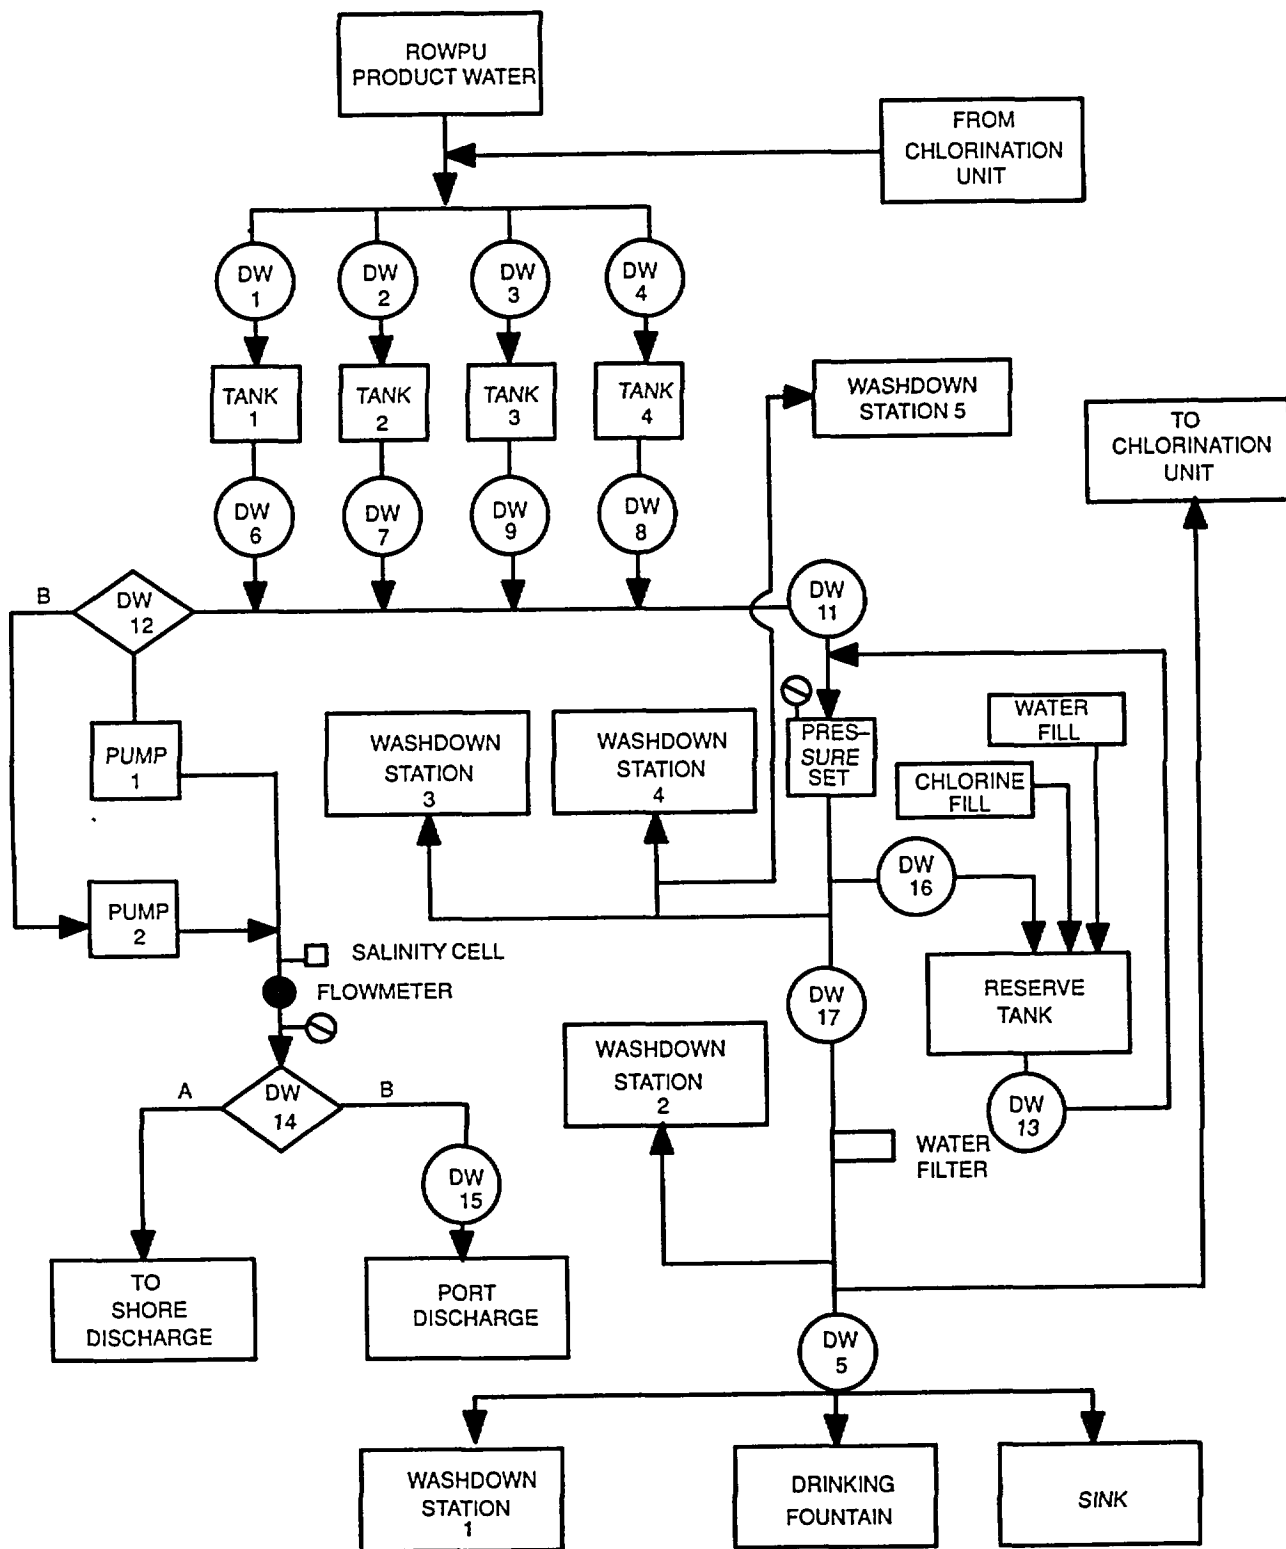 ROWPU
PRODUCT WATER
FROM
CHLORINATION
UNIT
DW
1
DW
2
DW
3
DW
4
TANK
1
TANK
2
TANK
3
TANK
4
WASHDOWN
STATION 5
TO
CHLORINATION
UNIT
DW
6
DW
7
DW
9
DW
8
B
DW
12
DW
11
PUMP
1
WASHDOWN
STATION
3
WASHDOWN
STATION
4
PRES-
SURE
SET
WATER
FILL
CHLORINE
FILL
DW
16
PUMP
2
SALINITY CELL
FLOWMETER
DW
17
RESERVE
TANK
WASHDOWN
STATION
2
A
DW
14
B
DW
13
DW
15
WATER
FILTER
TO
SHORE
DISCHARGE
PORT
DISCHARGE
DW
5
WASHDOWN
STATION
1
DRINKING
FOUNTAIN
SINK